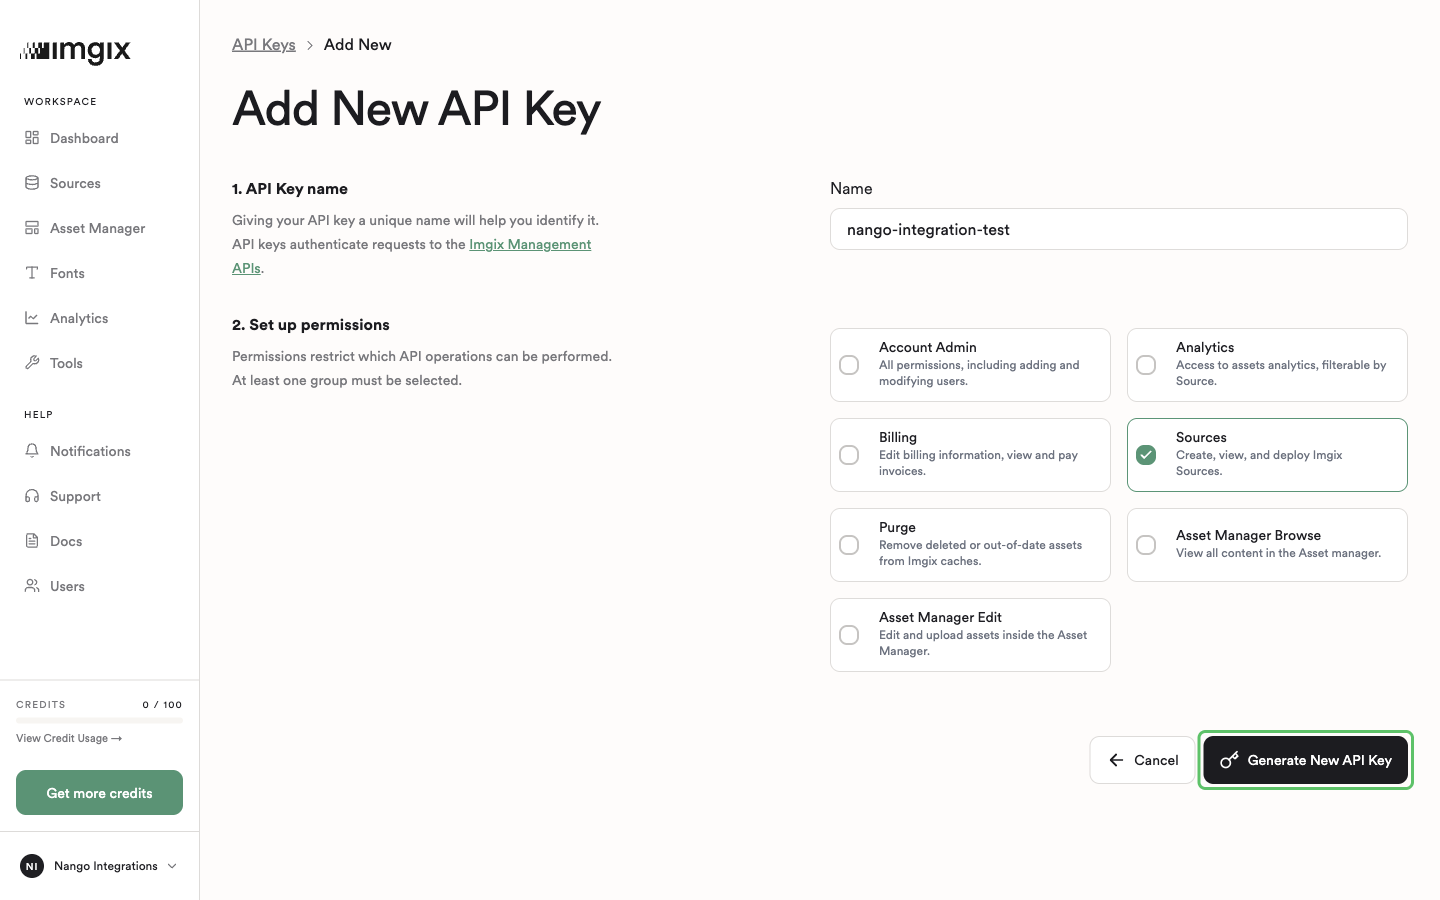 imgix
WORKSPACE
Dashboard
Sources
Asset Manager
Fonts
Analytics
Tools
HELP
Notifications
Support
Docs
Users
CREDITS 0 / 100
View Credit Usage →
Get more credits
NI Nango Integrations
API Keys > Add New
Add New API Key
1. API Key name
Giving your API key a unique name will help you identify it.
API keys authenticate requests to the Imgix Management
APIs.
Name
nango-integration-test
2. Set up permissions
Permissions restrict which API operations can be performed.
At least one group must be selected.
Account Admin
All permissions, including adding and
modifying users.
Analytics
Access to assets analytics, filterable by
Source.
Billing
Edit billing information, view and pay
invoices.
Sources
Create, view, and deploy Imgix
Sources.
Purge
Remove deleted or out-of-date assets
from Imgix caches.
Asset Manager Browse
View all content in the Asset manager.
Asset Manager Edit
Edit and upload assets inside the Asset
Manager.
← Cancel
Generate New API Key